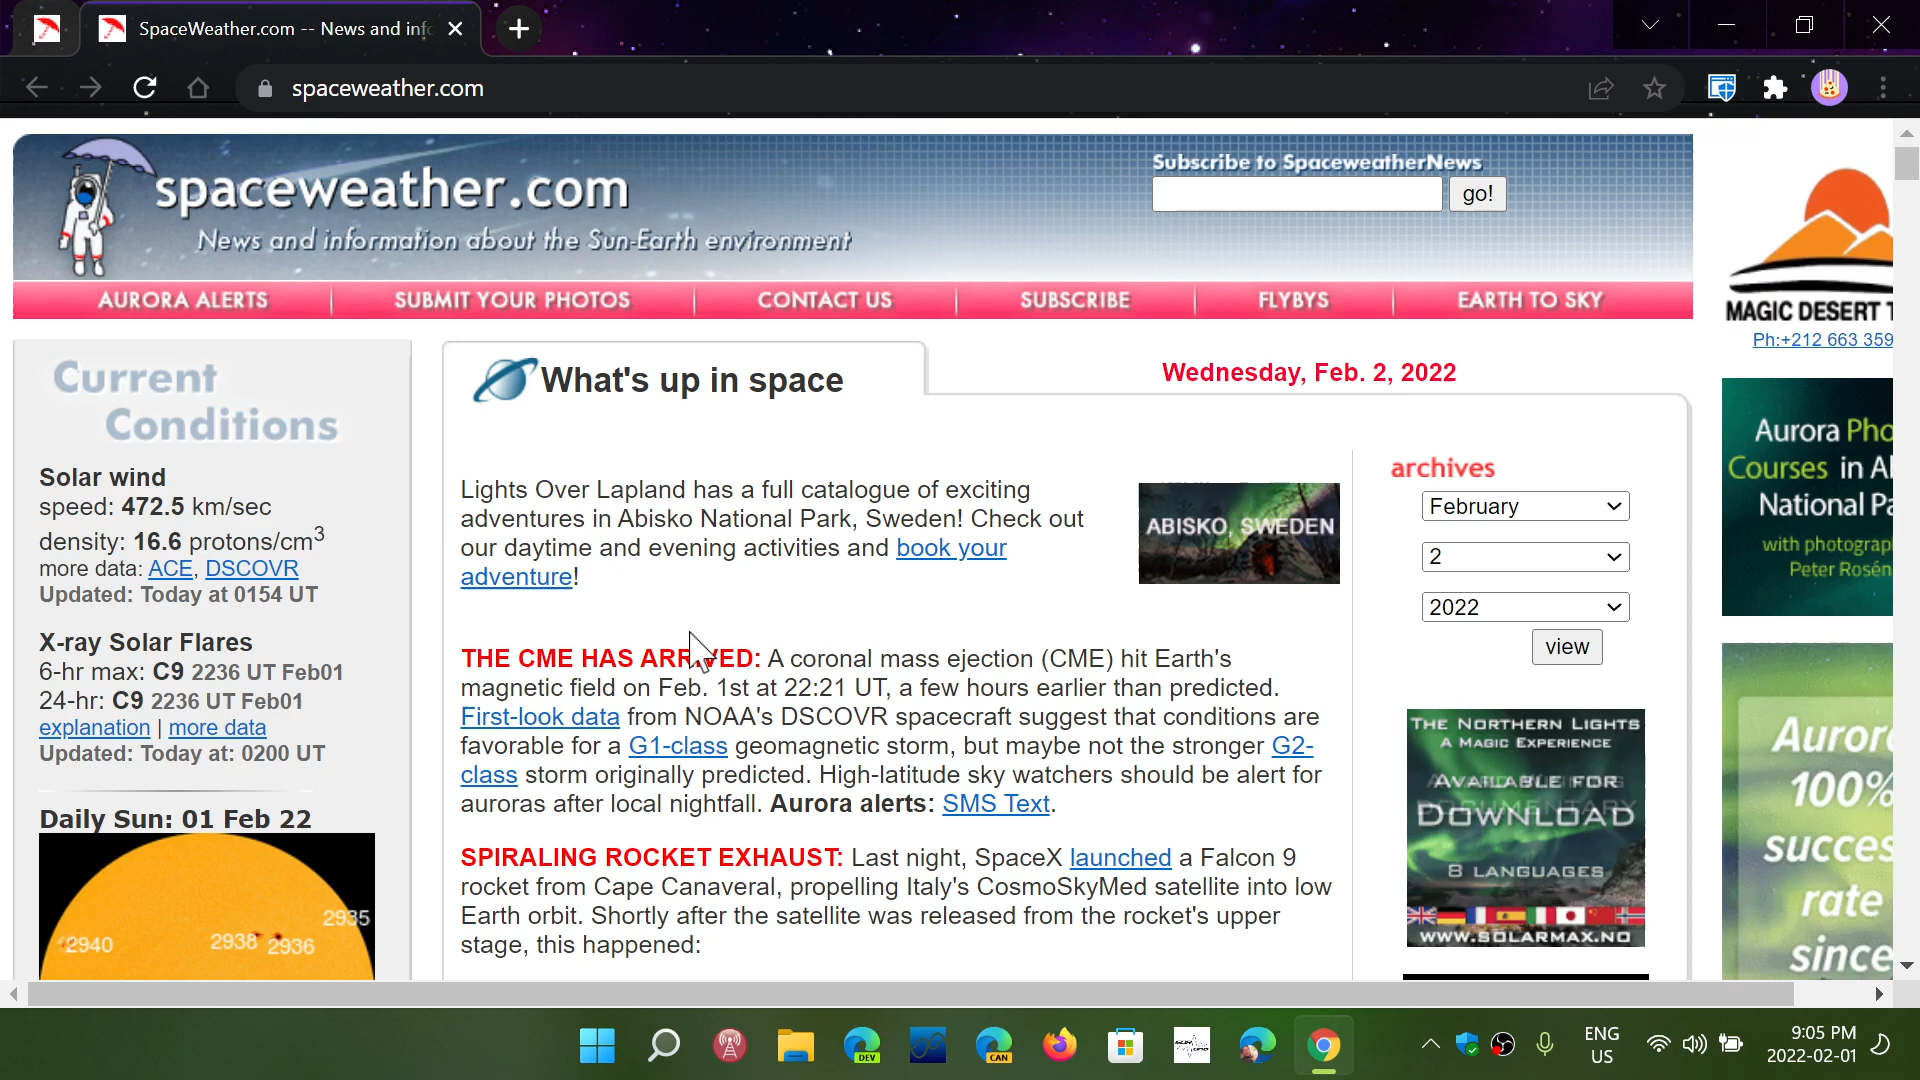 SpaceWeather.com -- News and inf
spaceweather.com
spaceweather.com
News and information about the Sun-Earth environment
Subscribe to SpaceweatherNews
go!
AURORA ALERTS
SUBMIT YOUR PHOTOS
CONTACT US
SUBSCRIBE
FLYBYS
EARTH TO SKY
MAGIC DESERT T
Ph:+212 663 359
Current
Conditions
Solar wind
speed: 472.5 km/sec
density: 16.6 protons/cm3
more data: ACE, DSCOVR
Updated: Today at 0154 UT
X-ray Solar Flares
6-hr max: C9 2236 UT Feb01
24-hr: C9 2236 UT Feb01
explanation | more data
Updated: Today at: 0200 UT
Daily Sun: 01 Feb 22
2935
2940
2938
2936
What's up in space
Wednesday, Feb. 2, 2022
Lights Over Lapland has a full catalogue of exciting
adventures in Abisko National Park, Sweden! Check out
our daytime and evening activities and book your
adventure!
ABISKO, SWEDEN
THE CME HAS ARRIVED: A coronal mass ejection (CME) hit Earth's
magnetic field on Feb. 1st at 22:21 UT, a few hours earlier than predicted.
First-look data from NOAA's DSCOVR spacecraft suggest that conditions are
favorable for a G1-class geomagnetic storm, but maybe not the stronger G2-
class storm originally predicted. High-latitude sky watchers should be alert for
auroras after local nightfall. Aurora alerts: SMS Text.
SPIRALING ROCKET EXHAUST: Last night, SpaceX launched a Falcon 9
rocket from Cape Canaveral, propelling Italy's CosmoSkyMed satellite into low
Earth orbit. Shortly after the satellite was released from the rocket's upper
stage, this happened:
archives
February
2
2022
view
THE NORTHERN LIGHTS
A MAGIC EXPERIENCE
AVAILABLE FOR
DOWNLOAD
8 LANGUAGES
WWW.SOLARMAX.NO
Aurora Pho
Courses in Al
National Pa
with photograp
Peter Rosén
Aurora
100%
succes
rate
since
DEV
CAN
ENG
US
9:05 PM
2022-02-01